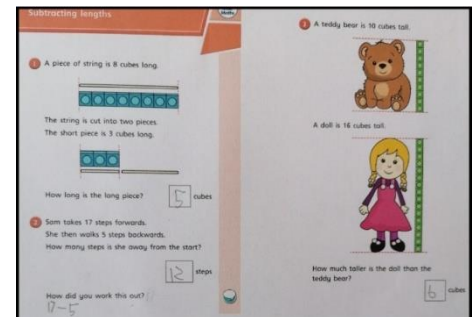 Subtracting lengths
1 A piece of string is 8 cubes long.
The string is cut into two pieces.
The short piece is 3 cubes long.
How long is the long piece? 5 cubes
2 Sam takes 17 steps forwards.
She then walks 5 steps backwards.
How many steps is she away from the start?
12 steps
How did you work this out?
17-5
3 A teddy bear is 10 cubes tall.
A doll is 16 cubes tall.
How much taller is the doll than the
teddy bear?
6 cubes